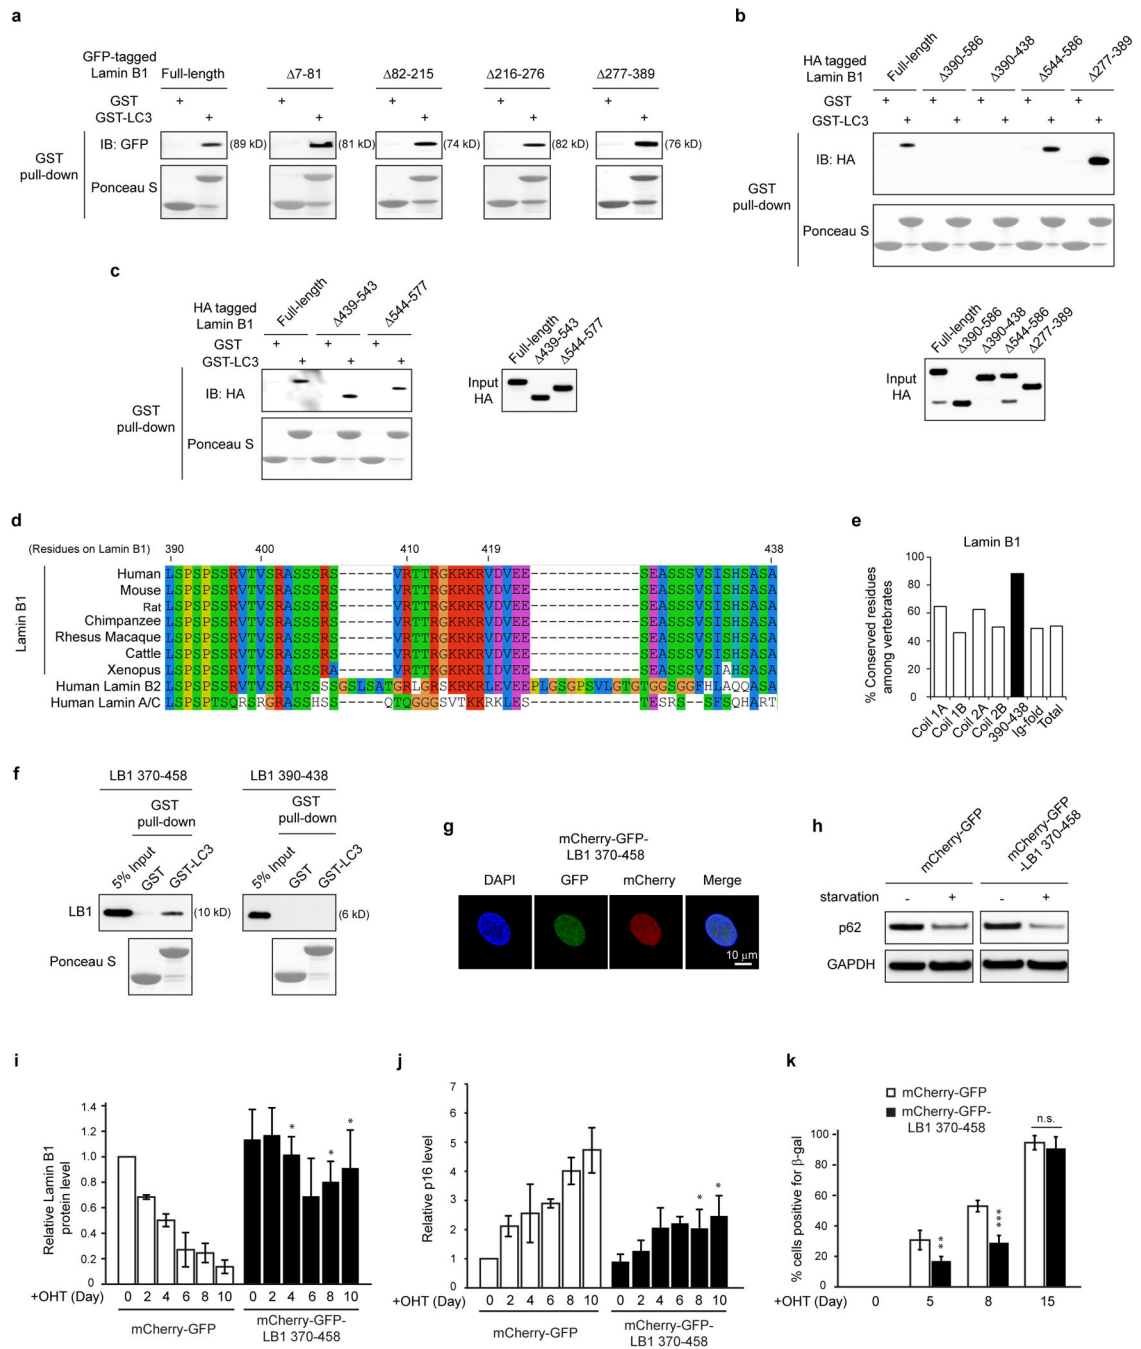 a
GFP-tagged
Lamin B1
Full-length
Δ7-81
Δ82-215
Δ216-276
Δ277-389
GST
+
+
+
+
+
GST-LC3
+
+
+
+
+
GST
pull-down
IB: GFP
(89 kD)
(81 kD)
(74 kD)
(82 kD)
(76 kD)
Ponceau S
b
HA tagged
Lamin B1
Full-length
Δ390-586
Δ390-438
Δ544-586
Δ277-389
GST
+
+
+
+
+
GST-LC3
+
+
+
+
+
GST
pull-down
IB: HA
Ponceau S
Full-length
Δ390-586
Δ390-438
Δ544-586
Δ277-389
Input
HA
c
HA tagged
Lamin B1
Full-length
Δ439-543
Δ544-577
GST
+
+
+
GST-LC3
+
+
+
GST
pull-down
IB: HA
Ponceau S
Full-length
Δ439-543
Δ544-577
Input
HA
d
(Residues on Lamin B1)
390
400
410
419
438
Lamin B1
Human LSPSPSSRVTVSRASSSRS-------VRTTRGKRKRVDVEE--------------SEASSSVSISHSASA
Mouse LSPSPSSRVTVSRASSSRS-------VRTTRGKRKRVDVEE--------------SEASSSVSISHSASA
Rat LSPSPSSRVTVSRASSSRS-------VRTTRGKRKRVDVEE--------------SEASSSVSISHSASA
Chimpanzee LSPSPSSRVTVSRASSSRS-------VRTTRGKRKRVDVEE--------------SEASSSVSISHSASA
Rhesus Macaque LSPSPSSRVTVSRASSSRS-------VRTTRGKRKRVDVEE--------------SEASSSVSISHSASA
Cattle LSPSPSSRVTVSRASSSRS-------VRTTRGKRKRVDVEE--------------SEASSSVSISHSASA
Xenopus LSPSPSSRVTVSRASSSRA-------VRTTRGKRKRIDVEE--------------SEASSSVSIAHSASA
Human Lamin B2 LSPSPSSRVTVSRATSSSSGSLSATGRLGRSKRKRLEVEEPLGSGPSVLGTGTGGSGGFHLAQQASA
Human Lamin A/C LSPSPTSQRSRGRASSHSS------QTQGGGSVTKKRKLES--------------TESRSS--SFSQHART
e
Lamin B1
% Conserved residues
among vertebrates
100
80
60
40
20
0
Coil 1A
Coil 1B
Coil 2A
Coil 2B
390-438
Ig-fold
Total
f
LB1 370-458
LB1 390-438
GST
pull-down
GST
pull-down
5% Input
GST
GST-LC3
5% Input
GST
GST-LC3
LB1
(10 kD)
(6 kD)
Ponceau S
g
mCherry-GFP-
LB1 370-458
DAPI
GFP
mCherry
Merge
10 μm
h
mCherry-GFP
mCherry-GFP
-LB1 370-458
starvation
-
+
-
+
p62
GAPDH
i
Relative Lamin B1
protein level
1.4
1.2
1.0
0.8
0.6
0.4
0.2
0
*
*
*
+OHT (Day)
0 2 4 6 8 10
0 2 4 6 8 10
mCherry-GFP
mCherry-GFP-
LB1 370-458
j
Relative p16 level
7
6
5
4
3
2
1
0
*
*
+OHT (Day)
0 2 4 6 8 10
0 2 4 6 8 10
mCherry-GFP
mCherry-GFP-
LB1 370-458
k
mCherry-GFP
mCherry-GFP-
LB1 370-458
% cells positive for β-gal
100
80
60
40
20
0
**
***
n.s.
+OHT (Day)
0
5
8
15